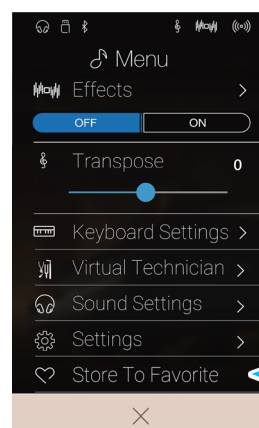 Menu
Effects
OFF ON
Transpose 0
Keyboard Settings
Virtual Technician
Sound Settings
Settings
Store To Favorite